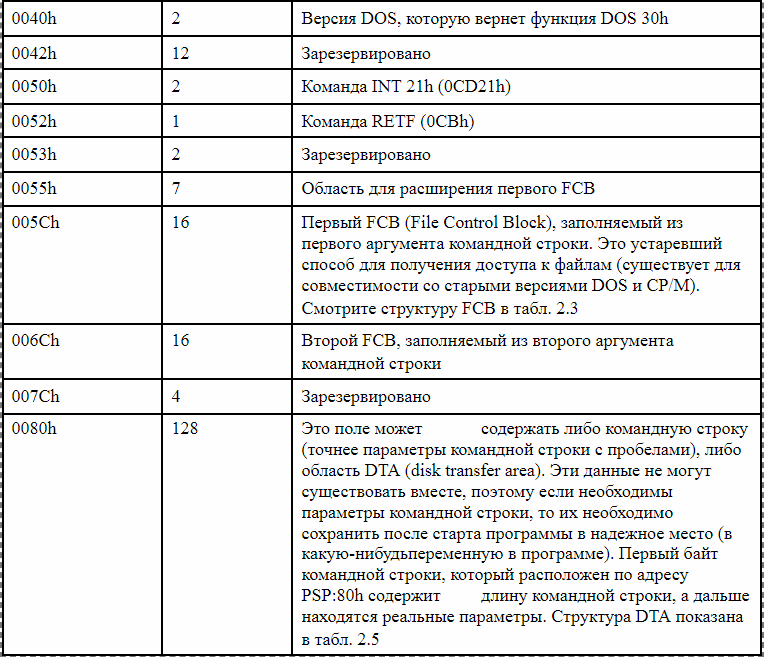 0040h 2 Версия DOS, которую вернет функция DOS 30h
0042h 12 Зарезервировано
0050h 2 Команда INT 21h (0CD21h)
0052h 1 Команда RETF (0CBh)
0053h 2 Зарезервировано
0055h 7 Область для расширения первого FCB
005Ch 16 Первый FCB (File Control Block), заполняемый из
первого аргумента командной строки. Это устаревший
способ для получения доступа к файлам (существует для
совместимости со старыми версиями DOS и CP/M).
Смотрите структуру FCB в табл. 2.3
006Ch 16 Второй FCB, заполняемый из второго аргумента
командной строки
007Ch 4 Зарезервировано
0080h 128 Это поле может содержать либо командную строку
(точнее параметры командной строки с пробелами), либо
область DTA (disk transfer area). Эти данные не могут
существовать вместе, поэтому если необходимы
параметры командной строки, то их необходимо
сохранить после старта программы в надежное место (в
какую-нибудьпеременную в программе). Первый байт
командной строки, который расположен по адресу
PSP:80h содержит длину командной строки, а дальше
находятся реальные параметры. Структура DTA показана
в табл. 2.5